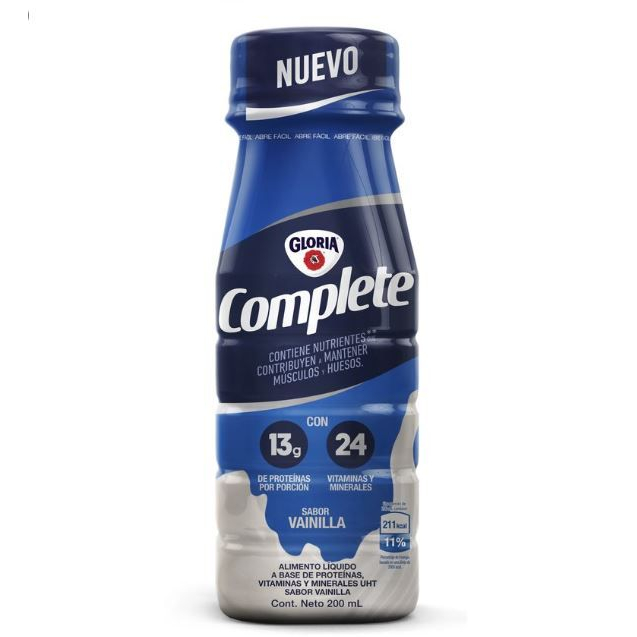 NUEVO
ABRE FÁCIL ABRE FÁCIL ABRE FÁCIL ABRE FÁCIL
GLORIA
Complete
CONTIENE NUTRIENTES**
CONTRIBUYEN A MANTENER
MÚSCULOS Y HUESOS.
CON
13g
24
DE PROTEÍNAS
POR PORCIÓN
VITAMINAS Y
MINERALES
SABOR
VAINILLA
211kcal
11%
ALIMENTO LÍQUIDO
A BASE DE PROTEÍNAS,
VITAMINAS Y MINERALES UHT
SABOR VAINILLA
Cont. Neto 200 mL